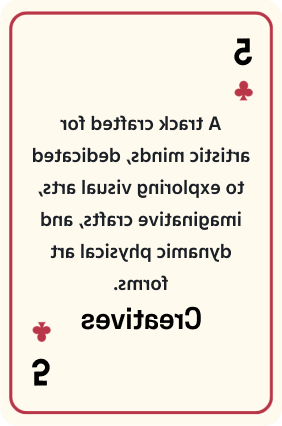 5
A track crafted for
artistic minds, dedicated
to exploring visual arts,
imaginative crafts, and
dynamic physical art
forms.
Creatives
5